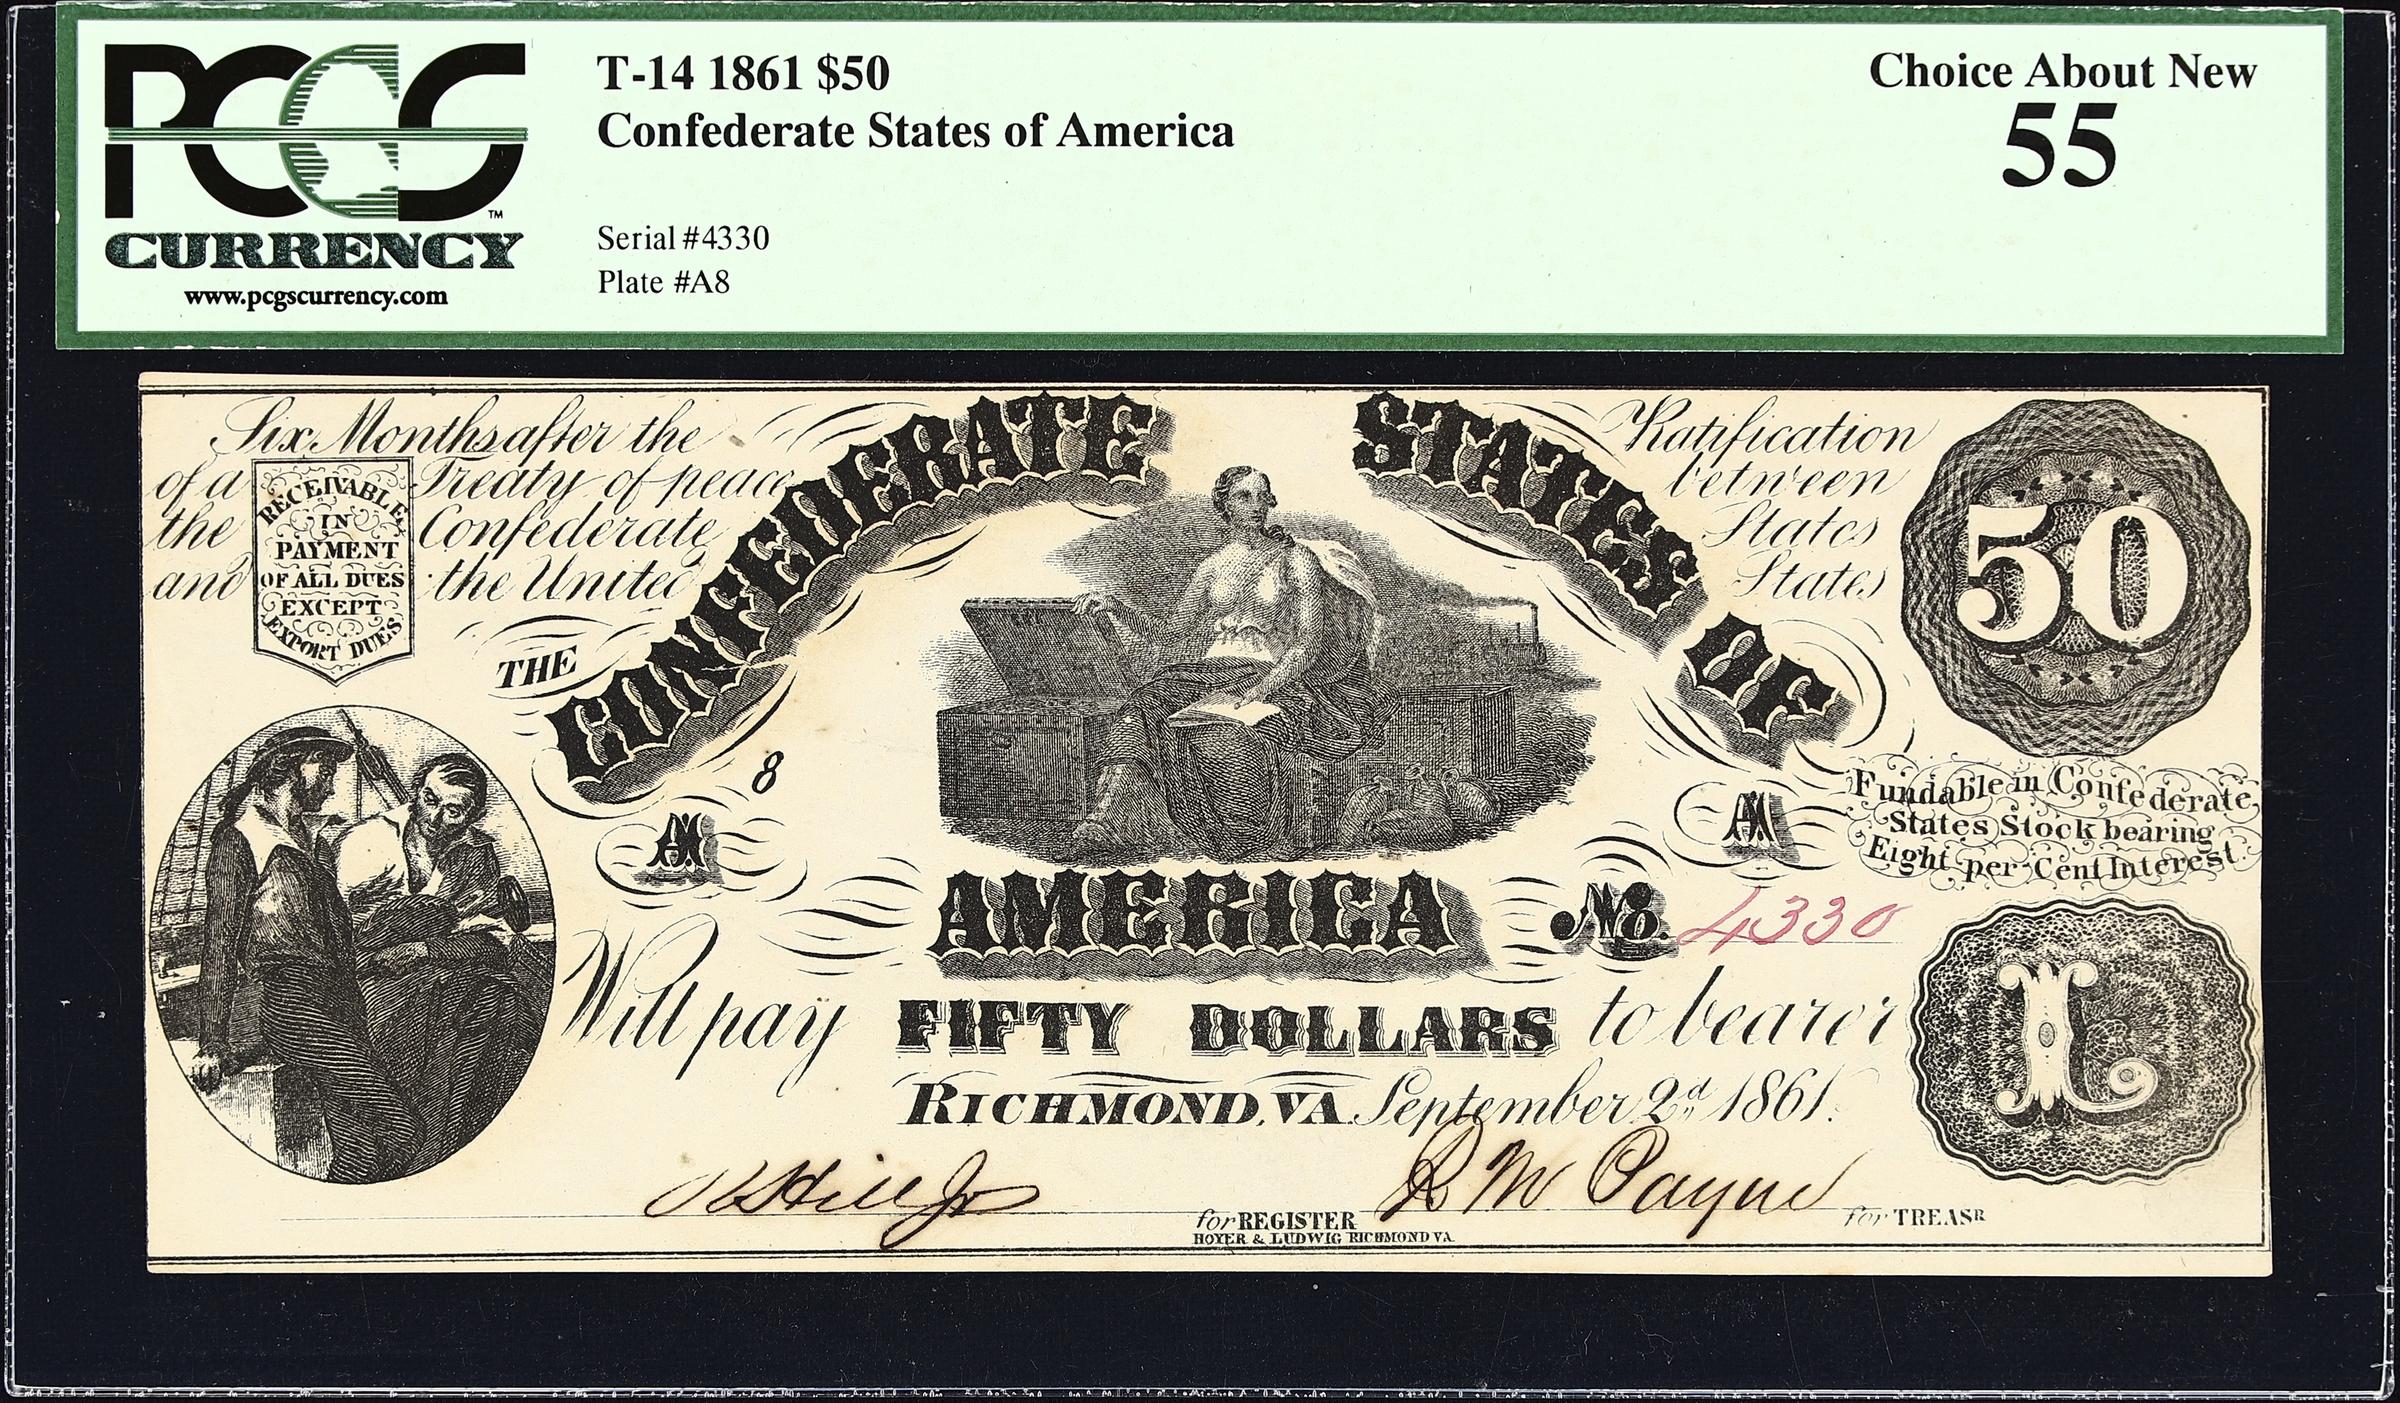 PCGS™
CURRENCY
www.pcgscurrency.com
T-14 1861 $50
Confederate States of America
Serial #4330
Plate #A8
Choice About New
55
Six Months after the Ratification
of a Treaty of peace between
the Confederate States
and the United States
RECEIVABLE
IN
PAYMENT
OF ALL DUES
EXCEPT
EXPORT DUES
THE CONFEDERATE STATES OF
AMERICA
50
8
A
A
Fundable in Confederate
States Stock bearing
Eight per Cent Interest.
No. 4330
Will pay FIFTY DOLLARS to bearer
L
RICHMOND, VA. September 2d 1861.
R Hill Jr
for REGISTER
R M Payne
for TREASR
HOYER & LUDWIG RICHMOND VA.